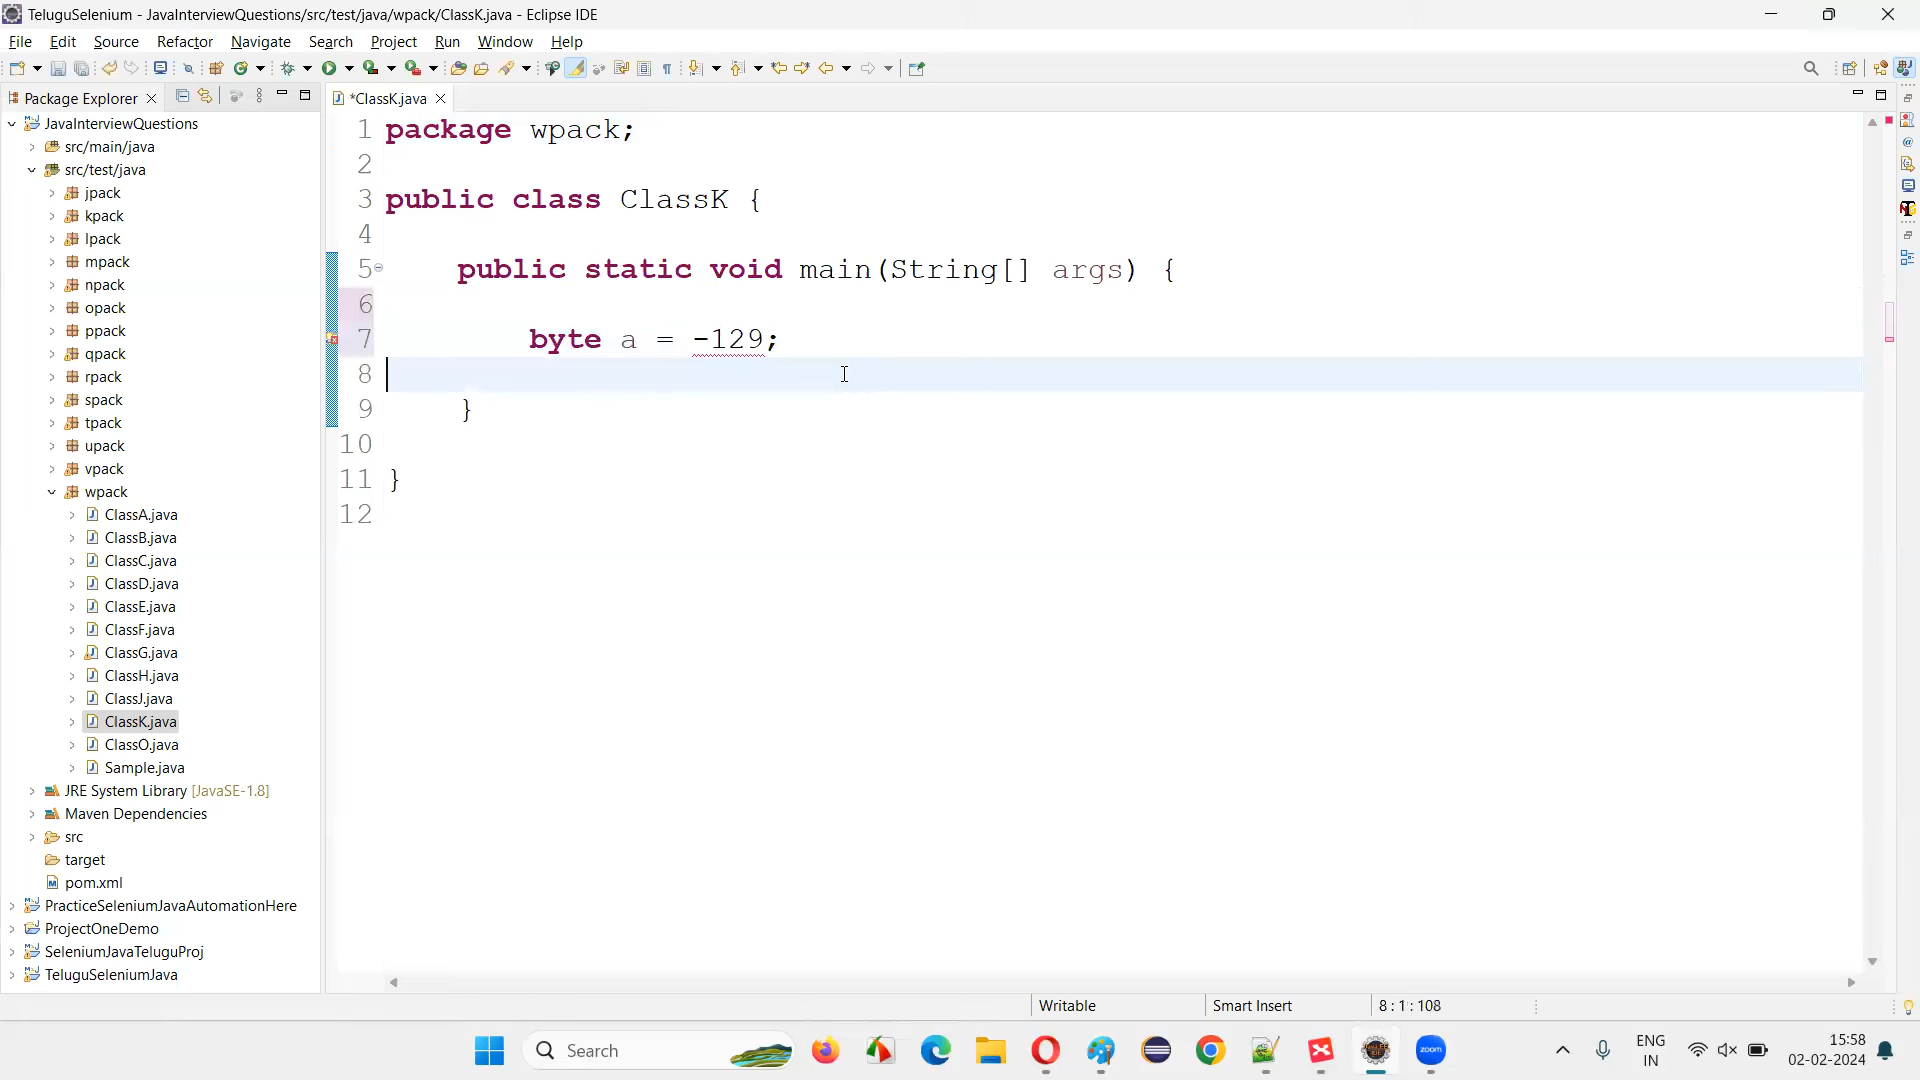 TeluguSelenium - JavaInterviewQuestions/src/test/java/wpack/ClassK.java - Eclipse IDE
File Edit Source Refactor Navigate Search Project Run Window Help
Package Explorer
*ClassK.java
JavaInterviewQuestions
src/main/java
src/test/java
jpack
kpack
lpack
mpack
npack
opack
ppack
qpack
rpack
spack
tpack
upack
vpack
wpack
ClassA.java
ClassB.java
ClassC.java
ClassD.java
ClassE.java
ClassF.java
ClassG.java
ClassH.java
ClassJ.java
ClassK.java
ClassO.java
Sample.java
JRE System Library [JavaSE-1.8]
Maven Dependencies
src
target
pom.xml
PracticeSeleniumJavaAutomationHere
ProjectOneDemo
SeleniumJavaTeluguProj
TeluguSeleniumJava
1 package wpack;
2
3 public class ClassK {
4
5 public static void main(String[] args) {
6
7 byte a = -129;
8
9 }
10
11 }
12
Writable Smart Insert 8 : 1 : 108
Search
zoom
ENG
IN
15:58
02-02-2024